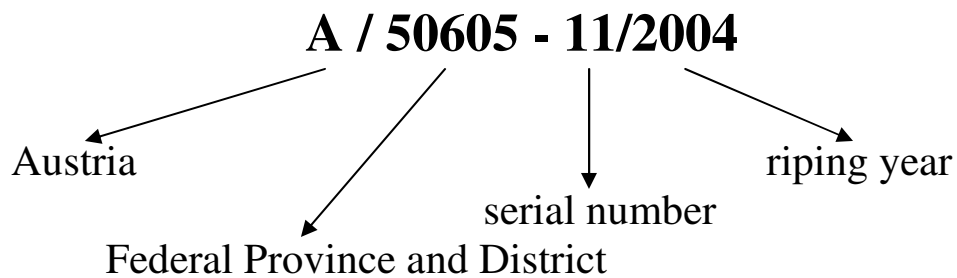 A / 50605 - 11/2004
Austria
riping year
serial number
Federal Province and District